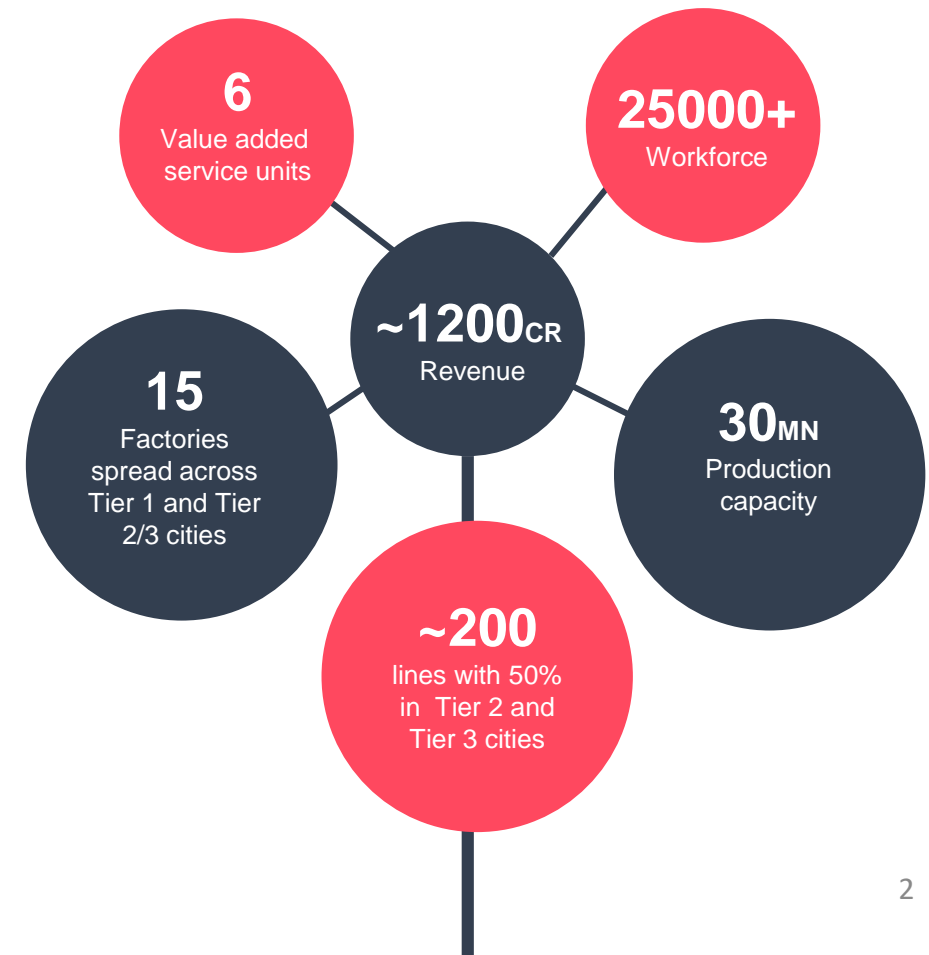 6
Value added
service units
25000+
Workforce
~1200CR
Revenue
15
Factories
spread across
Tier 1 and Tier
2/3 cities
30MN
Production
capacity
~200
lines with 50%
in Tier 2 and
Tier 3 cities
2